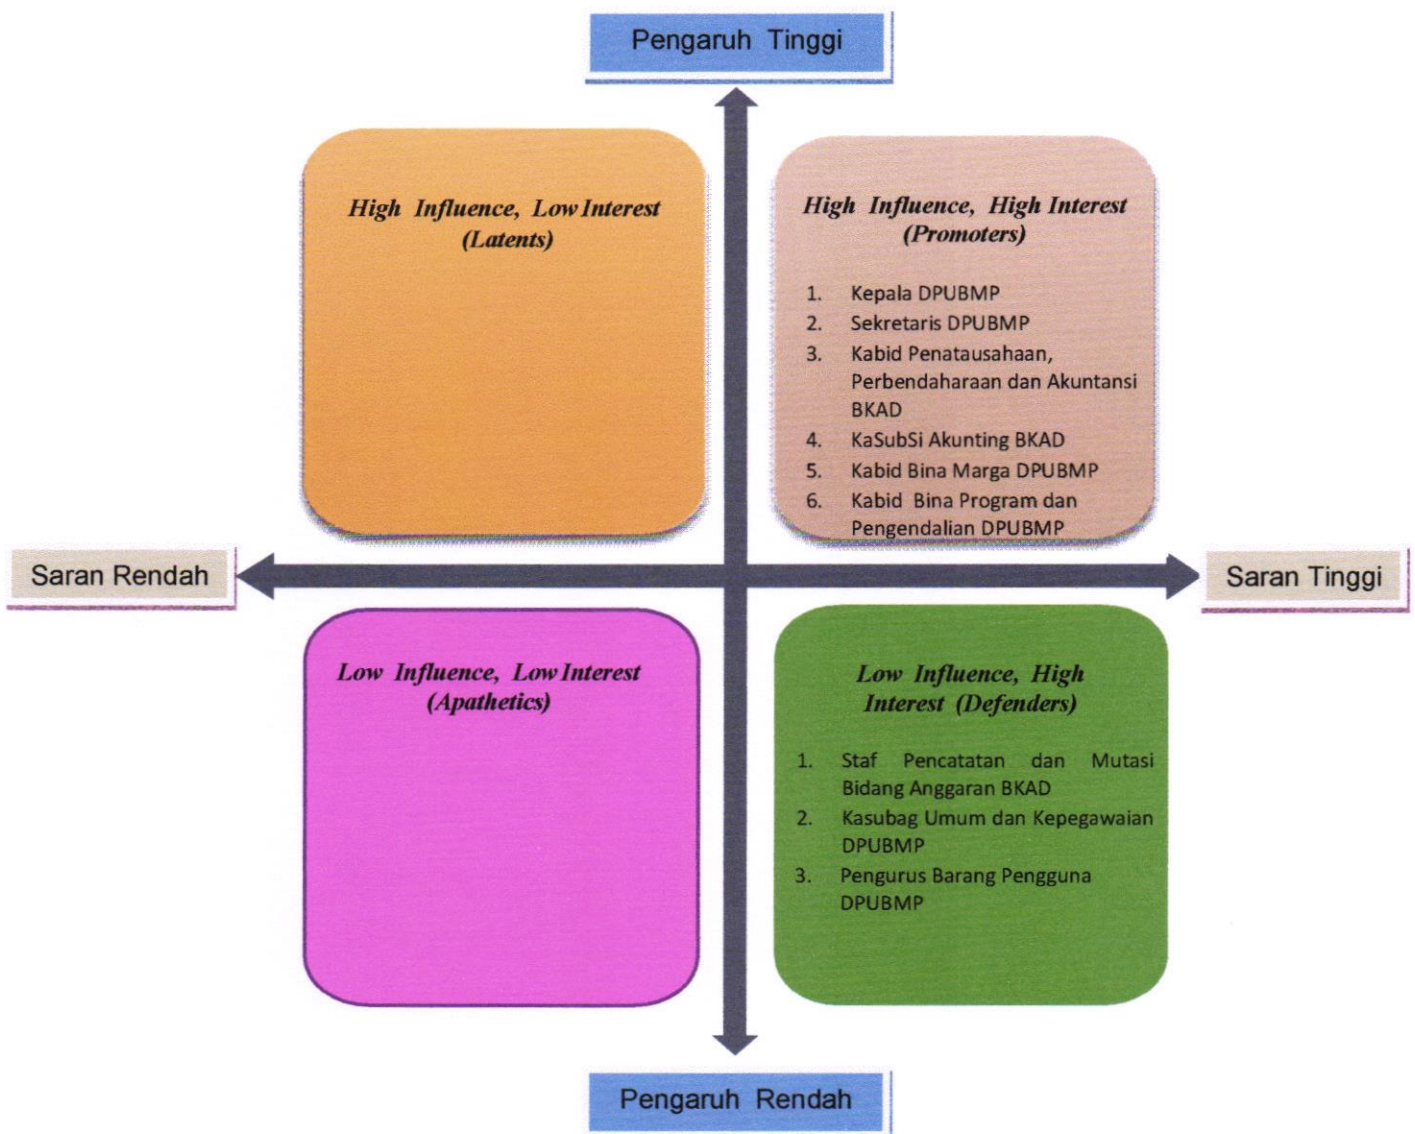 Pengaruh Tinggi
High Influence, Low Interest
(Latents)
High Influence, High Interest
(Promoters)
1. Kepala DPUBMP
2. Sekretaris DPUBMP
3. Kabid Penatausahaan,
Perbendaharaan dan Akuntansi
BKAD
4. KaSubSi Akunting BKAD
5. Kabid Bina Marga DPUBMP
6. Kabid Bina Program dan
Pengendalian DPUBMP
Saran Rendah
Saran Tinggi
Low Influence, Low Interest
(Apathetics)
Low Influence, High
Interest (Defenders)
1. Staf Pencatatan dan Mutasi
Bidang Anggaran BKAD
2. Kasubag Umum dan Kepegawaian
DPUBMP
3. Pengurus Barang Pengguna
DPUBMP
Pengaruh Rendah